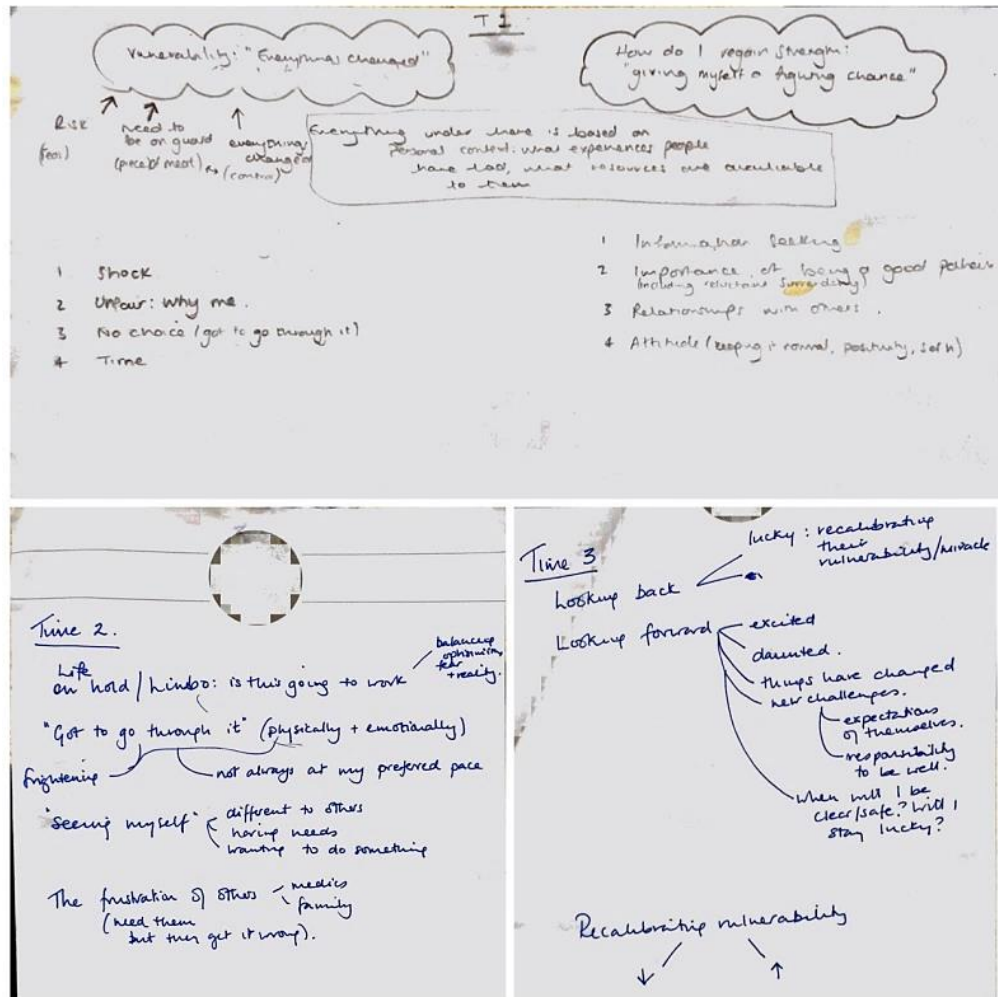 T1
Vulnerability: "Everything changed"
How do I regain strength:
"giving myself a fighting chance"
Risk
(fear)
need to
be on guard
(piece of meat)
everything
changed
(control)
Everything under here is based on
Personal context: what experiences people
have had, what resources are available
to them
1 Shock
2 Unfair: why me.
3 No choice (got to go through it)
4 Time
1 Information Seeking
2 Importance of being a good patient
(including reluctant surrendering)
3 Relationships with others.
4 Attitude (keeping it normal, positivity,
Time 2.
Life
on hold / Limbo: is this going to work
balancing
optimism,
fear
+ reality.
"Got to go through it" (physically + emotionally)
frightening
not always at my preferred pace
"Seeing myself"
different to others
having needs
wanting to do something
The frustration of others
medics
family
(need them
but they get it wrong).
Time 3
Looking back
lucky: recalibrating
their
vulnerability/miracle
Looking forward
excited
daunted.
things have changed
new challenges.
expectations
of themselves.
responsibility
to be well.
when will I be
clear/safe? Will I
stay lucky?
Recalibrating vulnerability
↓ ↑